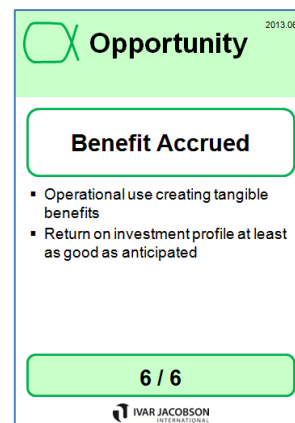 2013.06
Opportunity
Benefit Accrued
▪ Operational use creating tangible
benefits
▪ Return on investment profile at least
as good as anticipated
6 / 6
IVAR JACOBSON
INTERNATIONAL